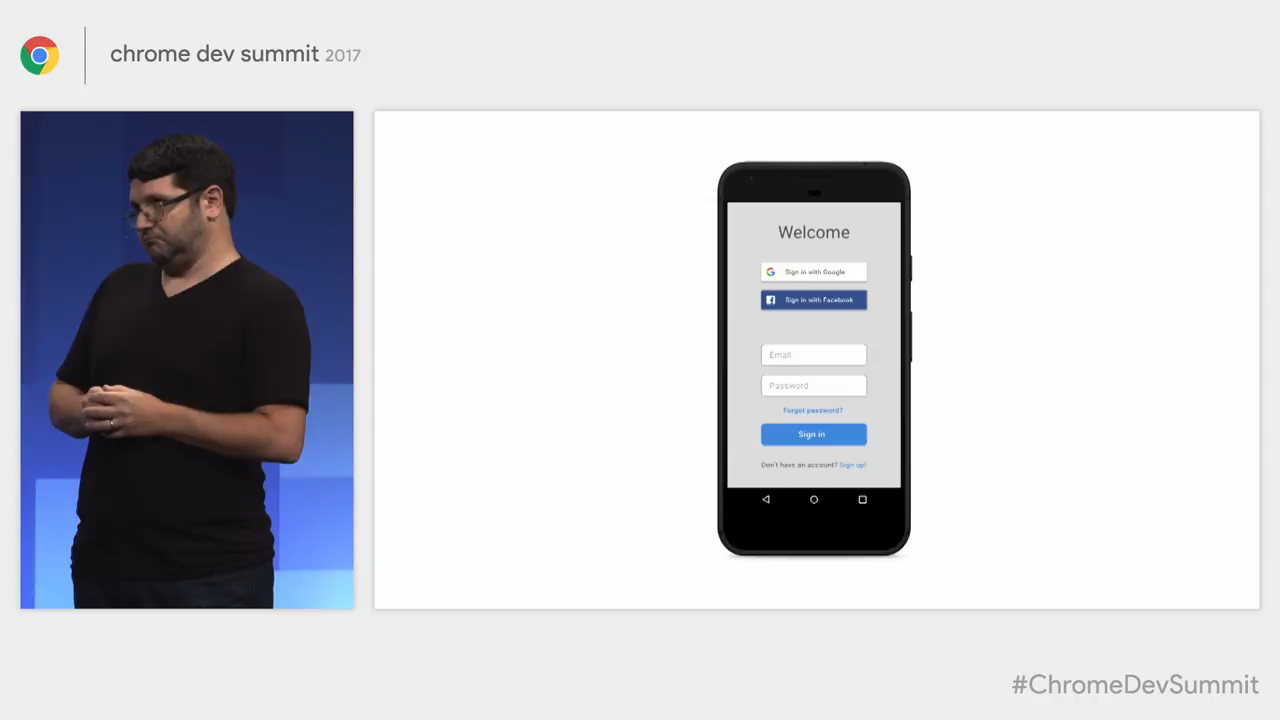 chrome dev summit 2017
Welcome
Sign in with Google
Sign in with Facebook
Email
Password
Forgot password?
Sign in
Don't have an account? Sign up!
#ChromeDevSummit